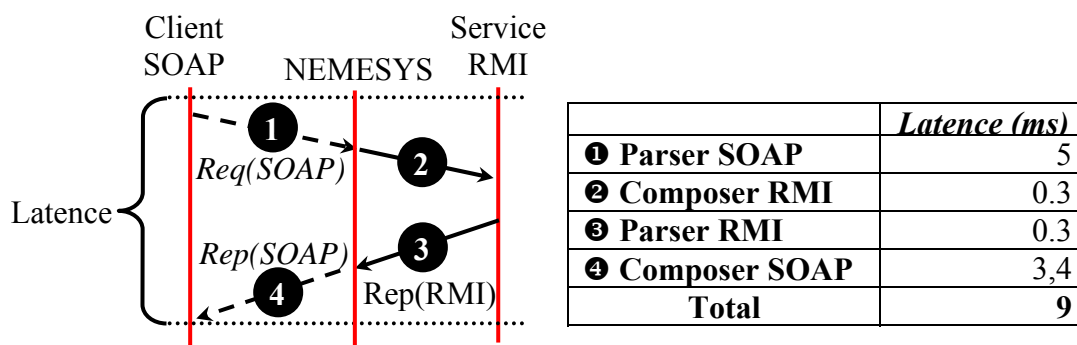 Client
SOAP
NEMESYS
Service
RMI
1
Req(SOAP)
2
Latence
Rep(SOAP)
3
4
Rep(RMI)
Latence (ms)
❶ Parser SOAP 5
❷ Composer RMI 0.3
❸ Parser RMI 0.3
❹ Composer SOAP 3,4
Total 9